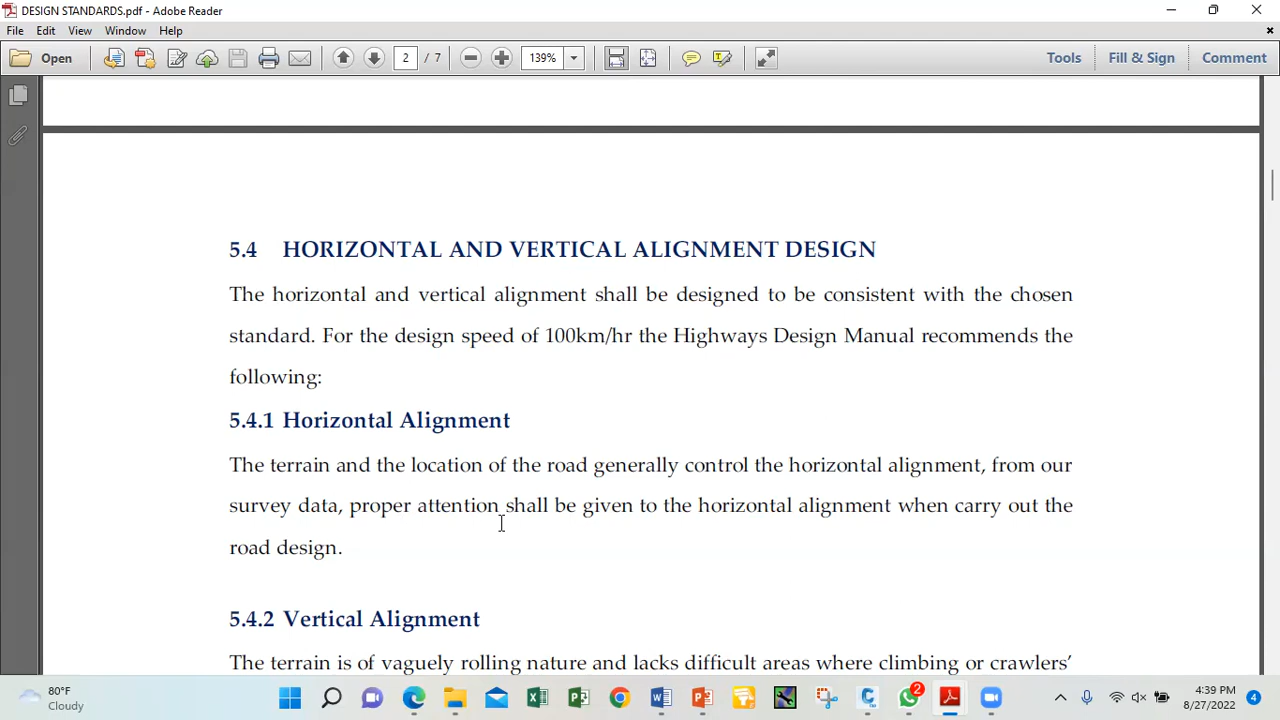 DESIGN STANDARDS.pdf - Adobe Reader
File Edit View Window Help
Open 2 / 7 139% Tools Fill & Sign Comment
5.4 HORIZONTAL AND VERTICAL ALIGNMENT DESIGN
The horizontal and vertical alignment shall be designed to be consistent with the chosen
standard. For the design speed of 100km/hr the Highways Design Manual recommends the
following:
5.4.1 Horizontal Alignment
The terrain and the location of the road generally control the horizontal alignment, from our
survey data, proper attention shall be given to the horizontal alignment when carry out the
road design.
5.4.2 Vertical Alignment
The terrain is of vaguely rolling nature and lacks difficult areas where climbing or crawlers’
80°F
Cloudy
2
4:39 PM
8/27/2022
4